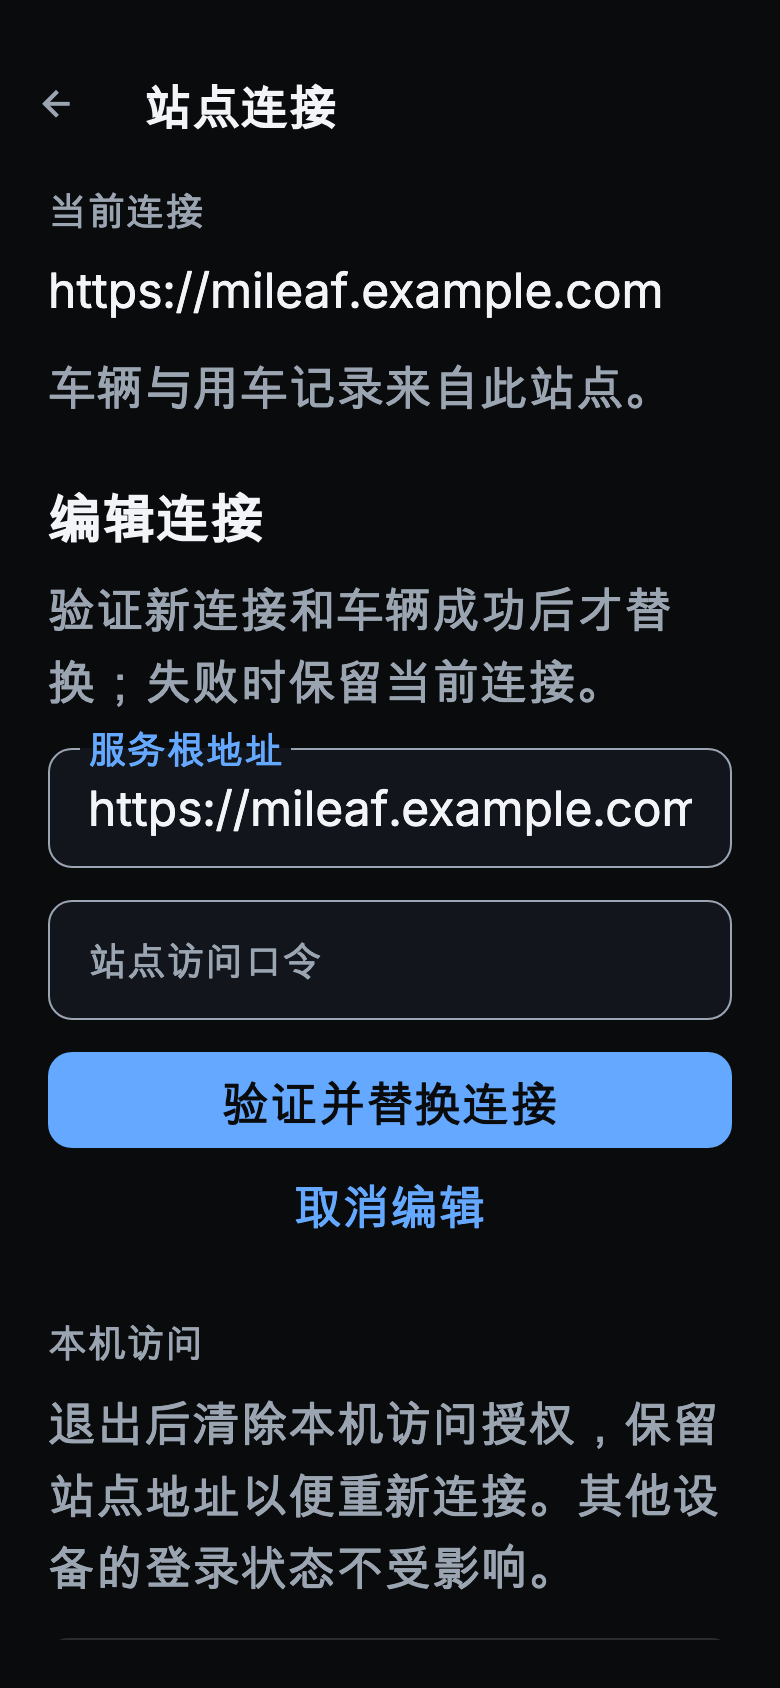 站点连接
当前连接
https://mileaf.example.com
车辆与用车记录来自此站点。
编辑连接
验证新连接和车辆成功后才替
换；失败时保留当前连接。
服务根地址
https://mileaf.example.com
站点访问口令
验证并替换连接
取消编辑
本机访问
退出后清除本机访问授权，保留
站点地址以便重新连接。其他设
备的登录状态不受影响。